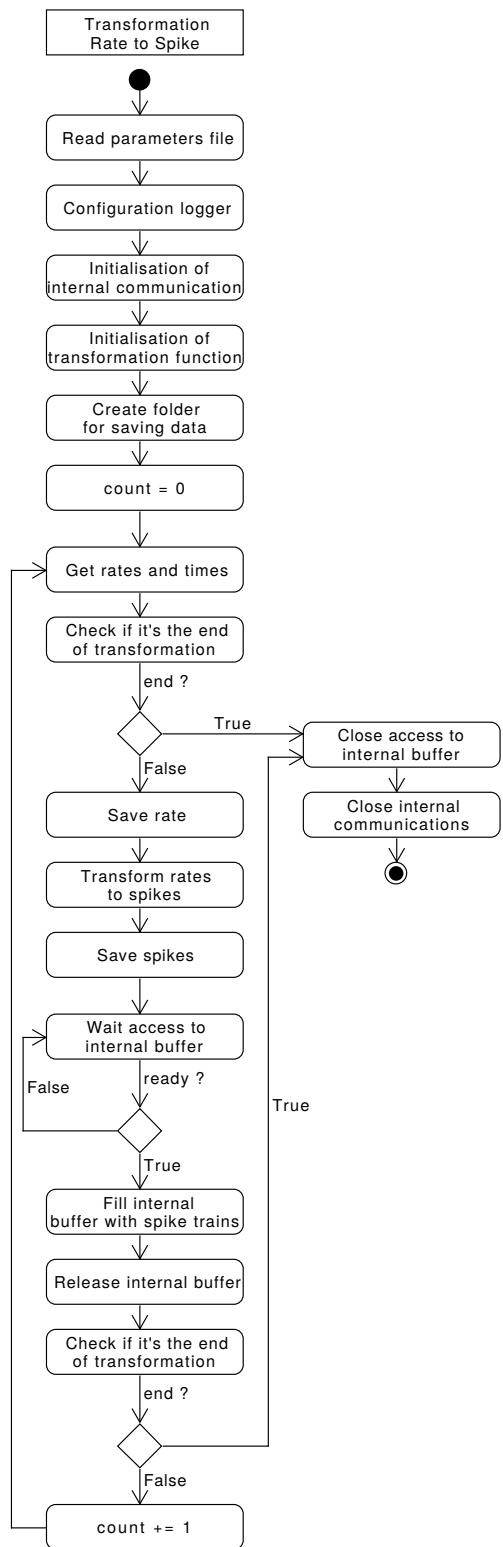 Transformation
Rate to Spike
Read parameters file
Configuration logger
Initialisation of
internal communication
Initialisation of
transformation function
Create folder
for saving data
count = 0
Get rates and times
Check if it's the end
of transformation
end ?
True
False
Close access to
internal buffer
Close internal
communications
Save rate
Transform rates
to spikes
Save spikes
Wait access to
internal buffer
ready ?
False
True
True
Fill internal
buffer with spike trains
Release internal buffer
Check if it's the end
of transformation
end ?
False
count += 1